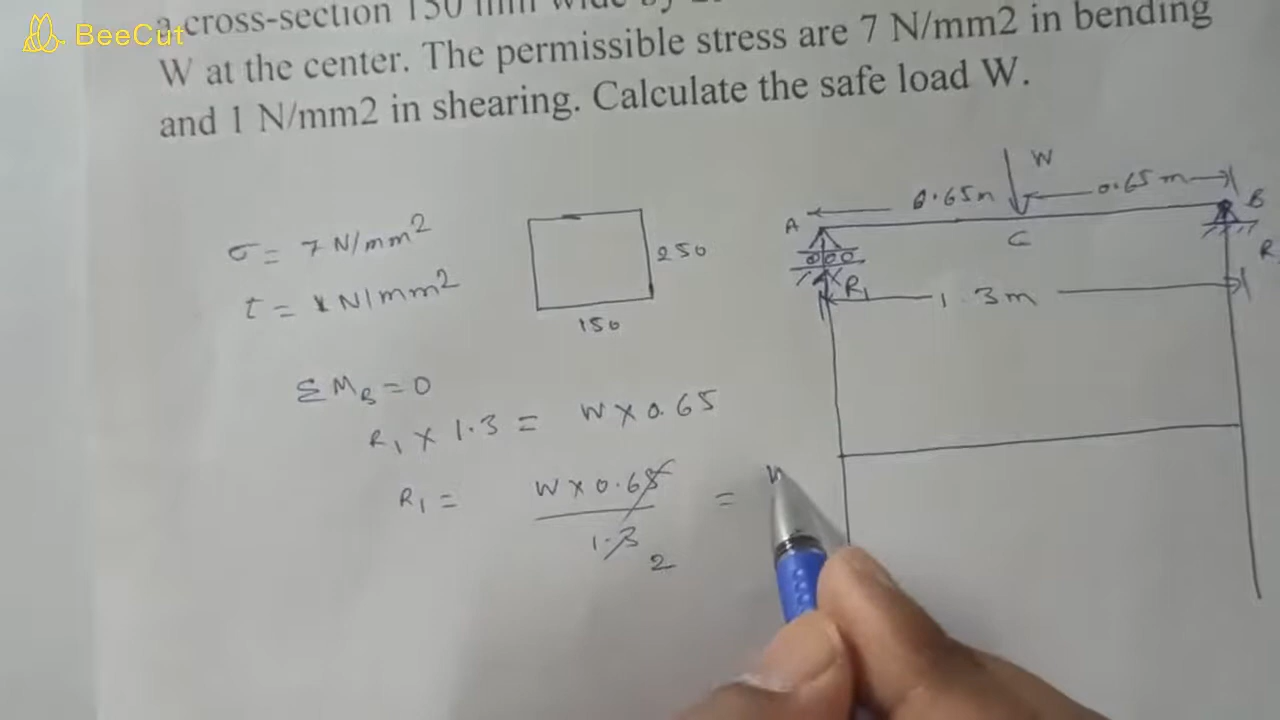 BeeCut
a cross-section 150 mm wide by
W at the center. The permissible stress are 7 N/mm2 in bending
and 1 N/mm2 in shearing. Calculate the safe load W.
σ = 7 N/mm²
τ = 1 N/mm²
250
150
W
0.65m
0.65m
A
B
C
R
R₁
1.3m
Σ M_B = 0
R₁ × 1.3 = W × 0.65
R₁ = W × 0.65 / 1.3 2 = W